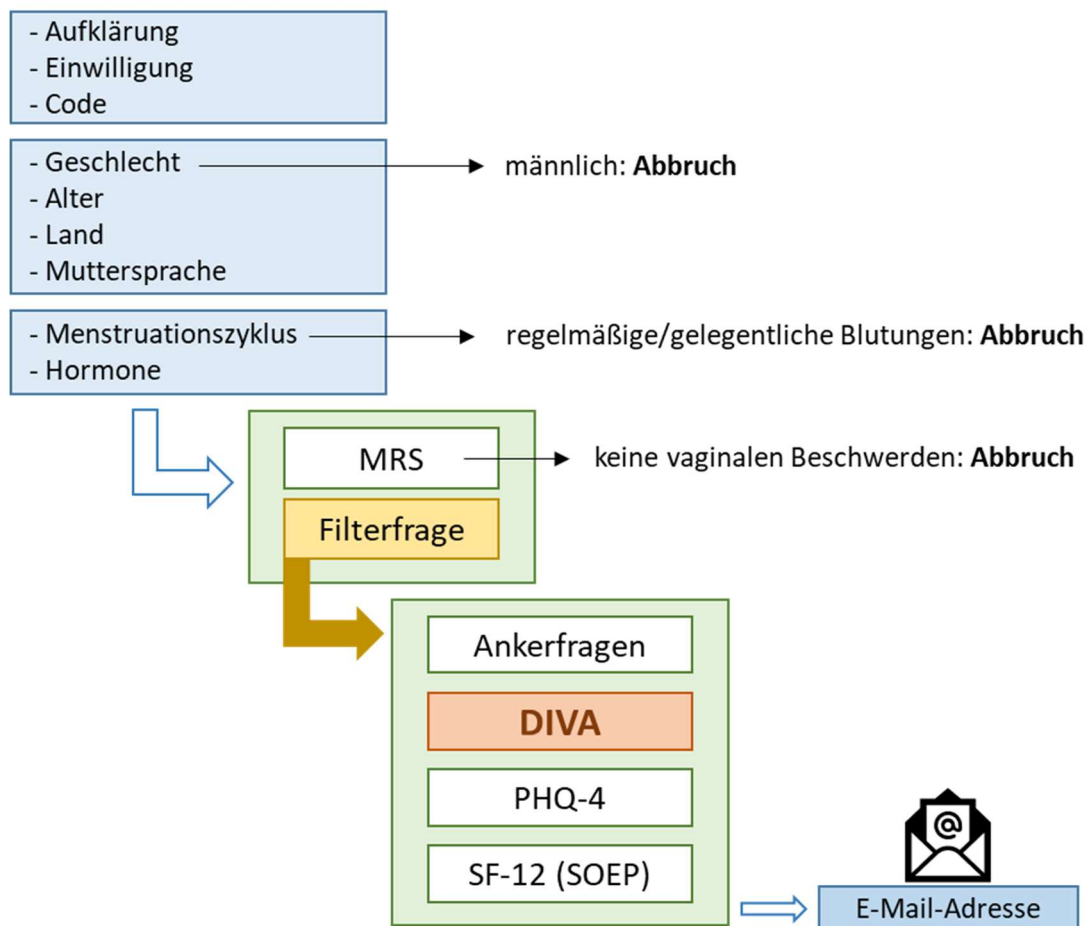 - Aufklärung
- Einwilligung
- Code
- Geschlecht
männlich: Abbruch
- Alter
- Land
- Muttersprache
- Menstruationszyklus
regelmäßige/gelegentliche Blutungen: Abbruch
- Hormone
MRS
keine vaginalen Beschwerden: Abbruch
Filterfrage
Ankerfragen
DIVA
PHQ-4
SF-12 (SOEP)
@
E-Mail-Adresse